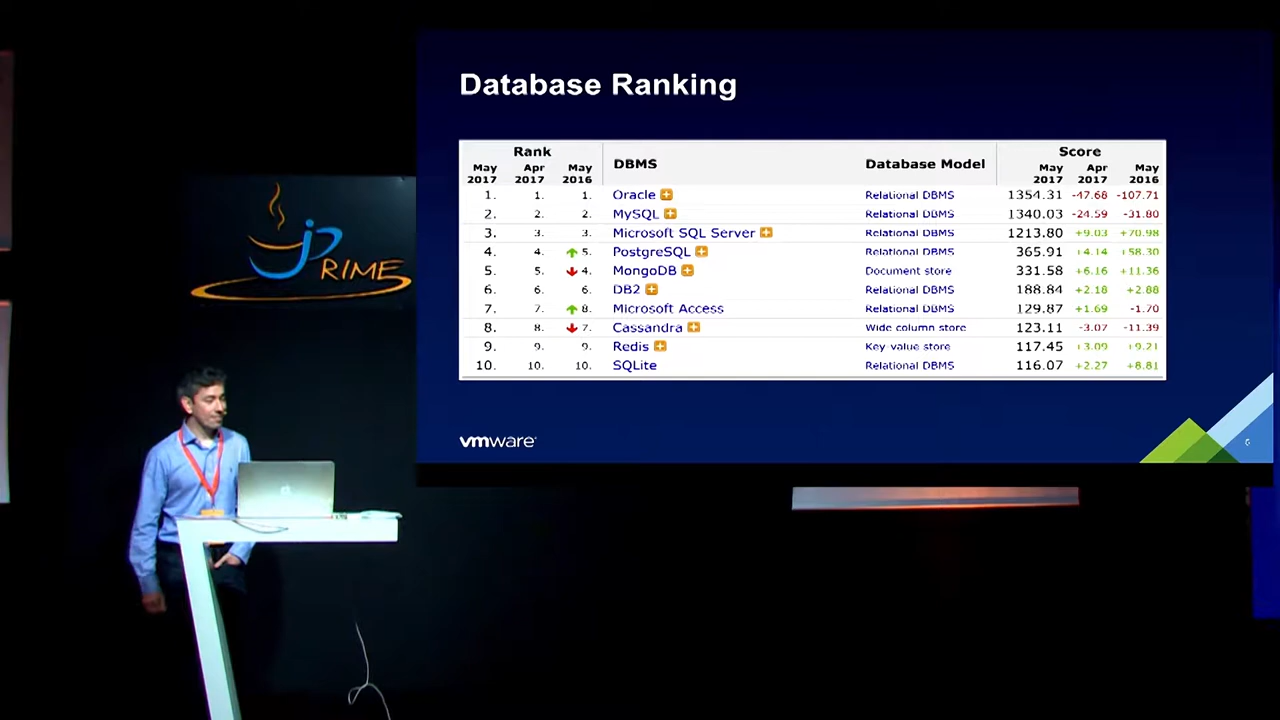 Database Ranking
Rank Score
May 2017 Apr 2017 May 2016 DBMS Database Model May 2017 Apr 2017 May 2016
1. 1. 1. Oracle Relational DBMS 1354.31 -47.68 -107.71
2. 2. 2. MySQL Relational DBMS 1340.03 -24.59 -31.80
3. 3. 3. Microsoft SQL Server Relational DBMS 1213.80 +9.03 +70.98
4. 4. 5. PostgreSQL Relational DBMS 365.91 +4.14 +58.30
5. 5. 4. MongoDB Document store 331.58 +6.16 +11.36
6. 6. 6. DB2 Relational DBMS 188.84 +2.18 +2.88
7. 7. 8. Microsoft Access Relational DBMS 129.87 +1.69 -1.70
8. 8. 7. Cassandra Wide column store 123.11 -3.07 -11.39
9. 9. 9. Redis Key-value store 117.45 +3.09 +9.21
10. 10. 10. SQLite Relational DBMS 116.07 +2.27 +8.81
vmware
6
jPRIME